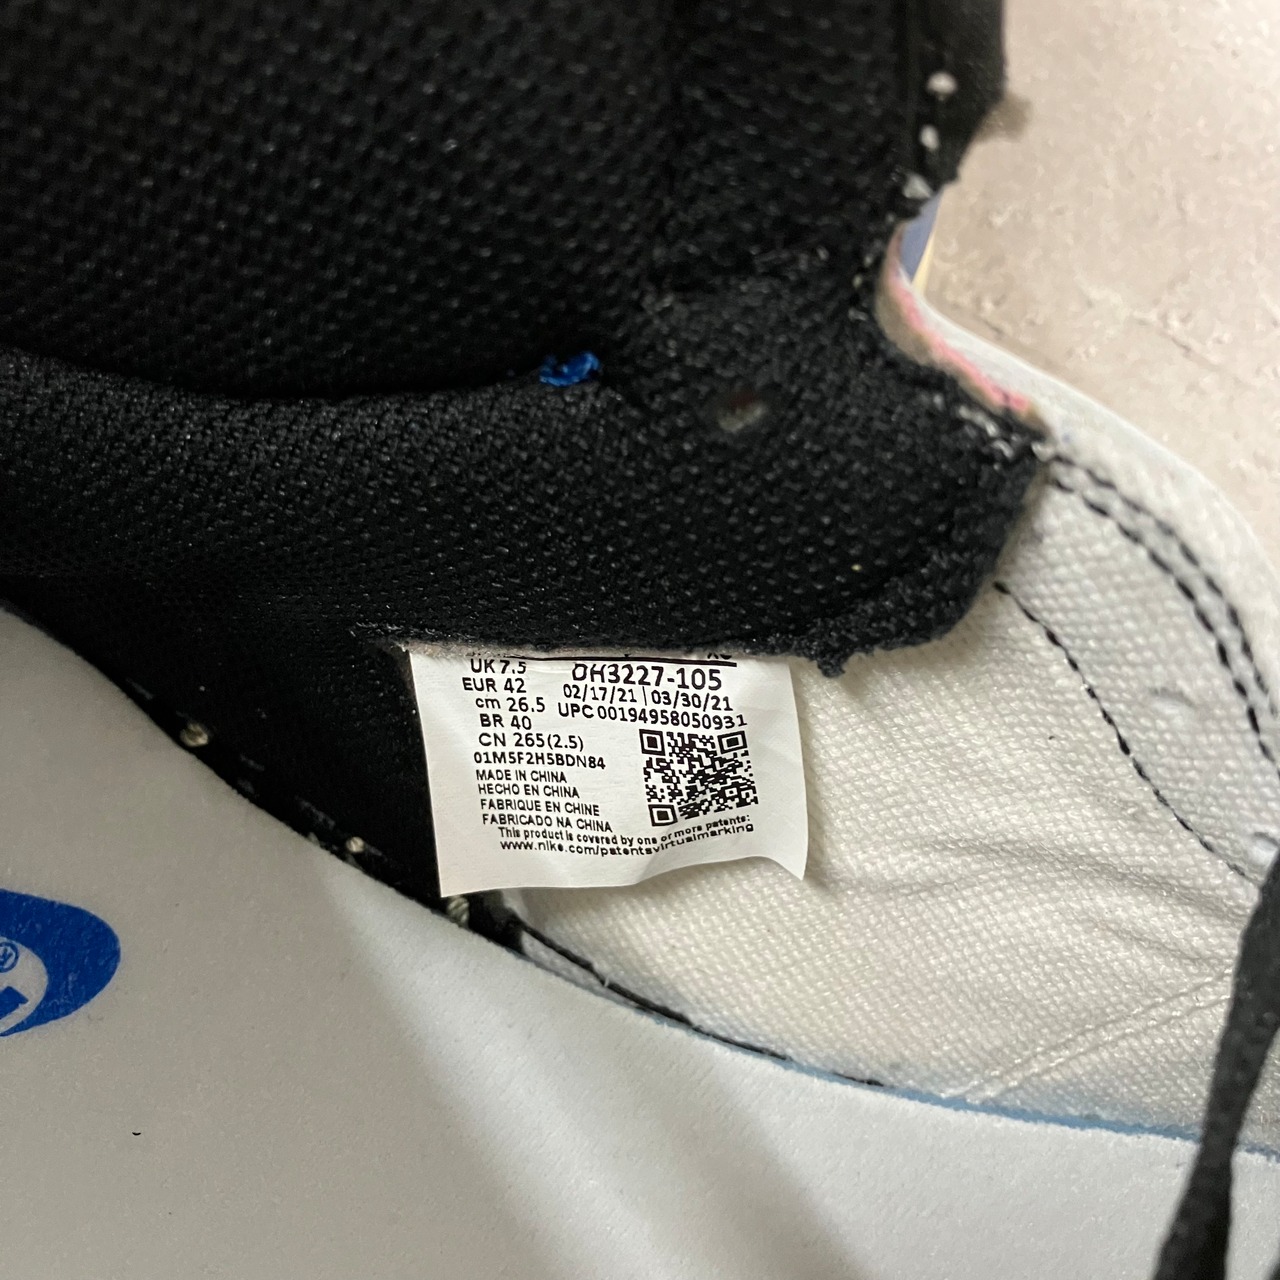 UK 7.5
EUR 42
cm 26.5
BR 40
CN 265(2.5)
01M5F2H5BDN84
MADE IN CHINA
HECHO EN CHINA
FABRIQUE EN CHINE
FABRICADO NA CHINA
DH3227-105
02/17/21 | 03/30/21
UPC 00194958050931
This product is covered by one or more patents:
www.nike.com/patentsvirtualmarking